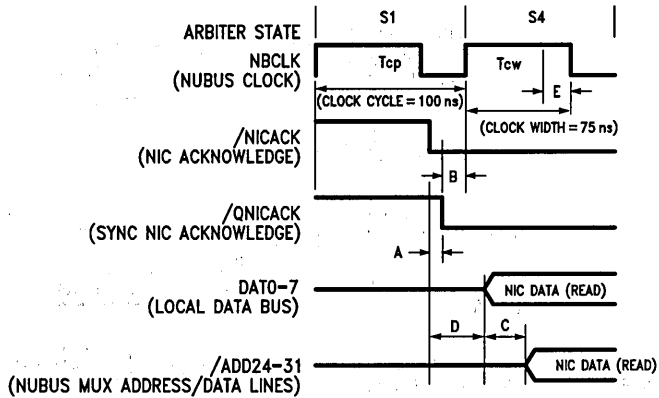 S1 S4
ARBITER STATE
NBCLK Tcp Tcw
(NUBUS CLOCK) E
(CLOCK CYCLE = 100 ns)
(CLOCK WIDTH = 75 ns)
/NICACK
(NIC ACKNOWLEDGE)
B
/QNICACK
(SYNC NIC ACKNOWLEDGE)
A
DAT0-7 NIC DATA (READ)
(LOCAL DATA BUS)
D C
/ADD24-31 NIC DATA (READ)
(NUBUS MUX ADDRESS/DATA LINES)